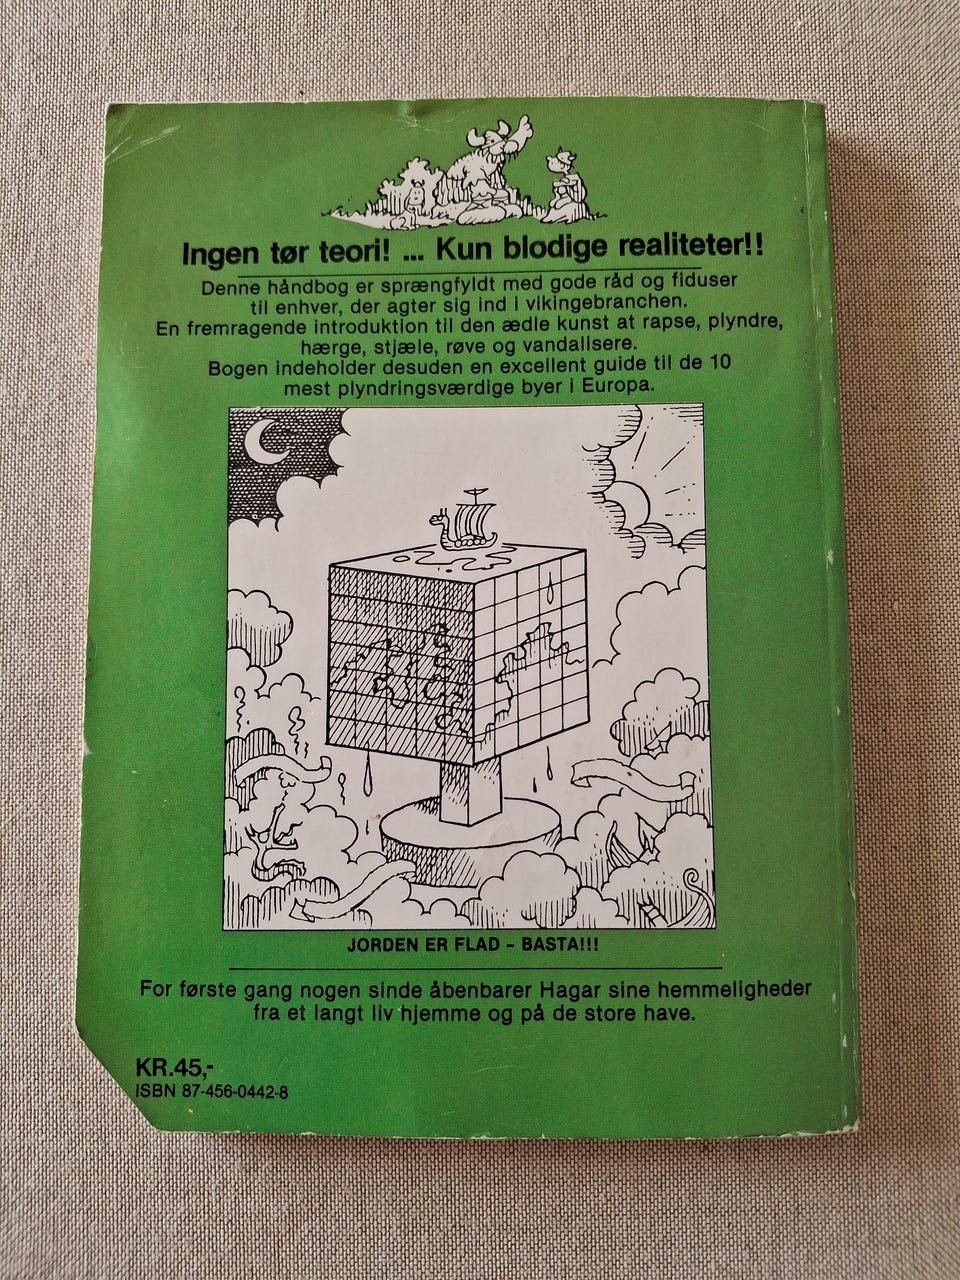 Ingen tør teori! ... Kun blodige realiteter!!
Denne håndbog er sprængfyldt med gode råd og fiduser
til enhver, der agter sig ind i vikingebranchen.
En fremragende introduktion til den ædle kunst at rapse, plyndre,
hærge, stjæle, røve og vandalisere.
Bogen indeholder desuden en excellent guide til de 10
mest plyndringsværdige byer i Europa.
JORDEN ER FLAD - BASTA!!!
For første gang nogen sinde åbenbarer Hagar sine hemmeligheder
fra et langt liv hjemme og på de store have.
KR.45,-
ISBN 87-456-0442-8